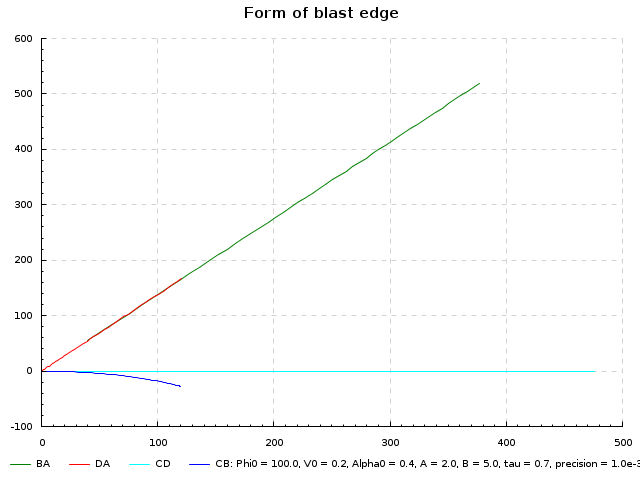 Form of blast edge
600
500
400
300
200
100
0
-100
0 100 200 300 400 500
BA DA CD CB: Phi0 = 100.0, V0 = 0.2, Alpha0 = 0.4, A = 2.0, B = 5.0, tau = 0.7, precision = 1.0e-3